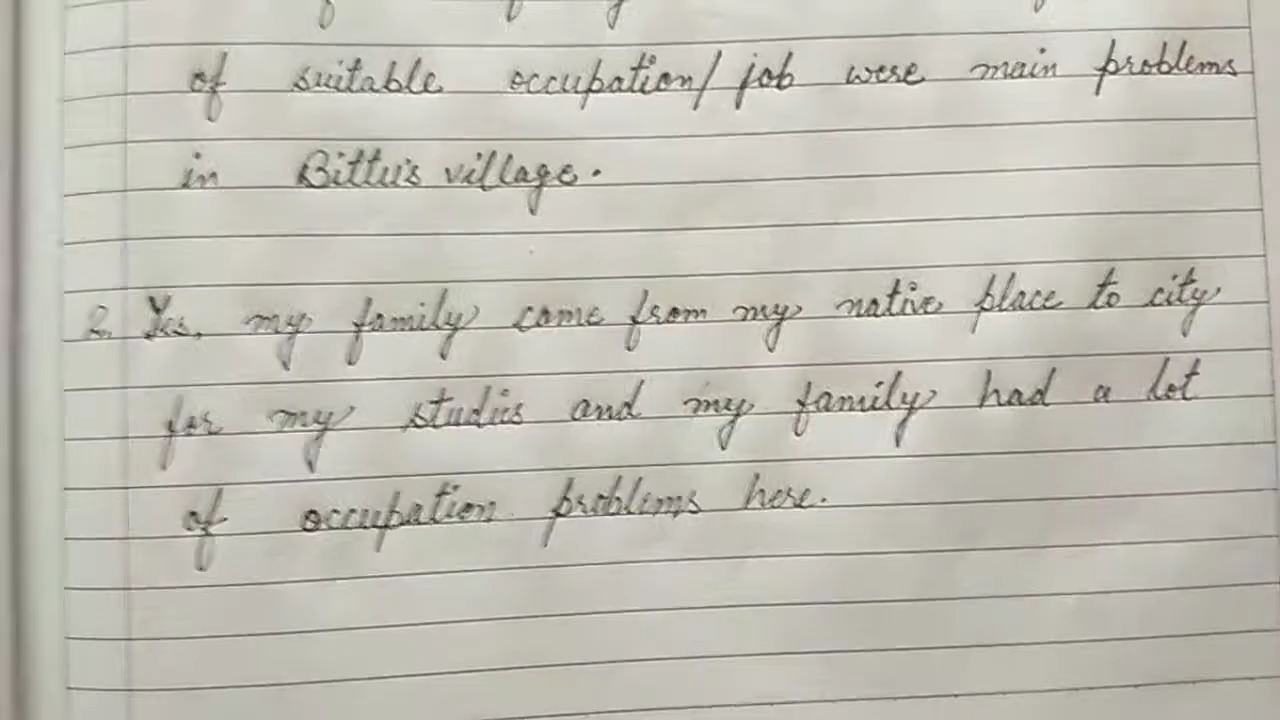 of suitable occupation/job were main problems
in Bittu's village.
2. Yes, my family came from my native place to city
for my studies and my family had a lot
of occupation problems here.